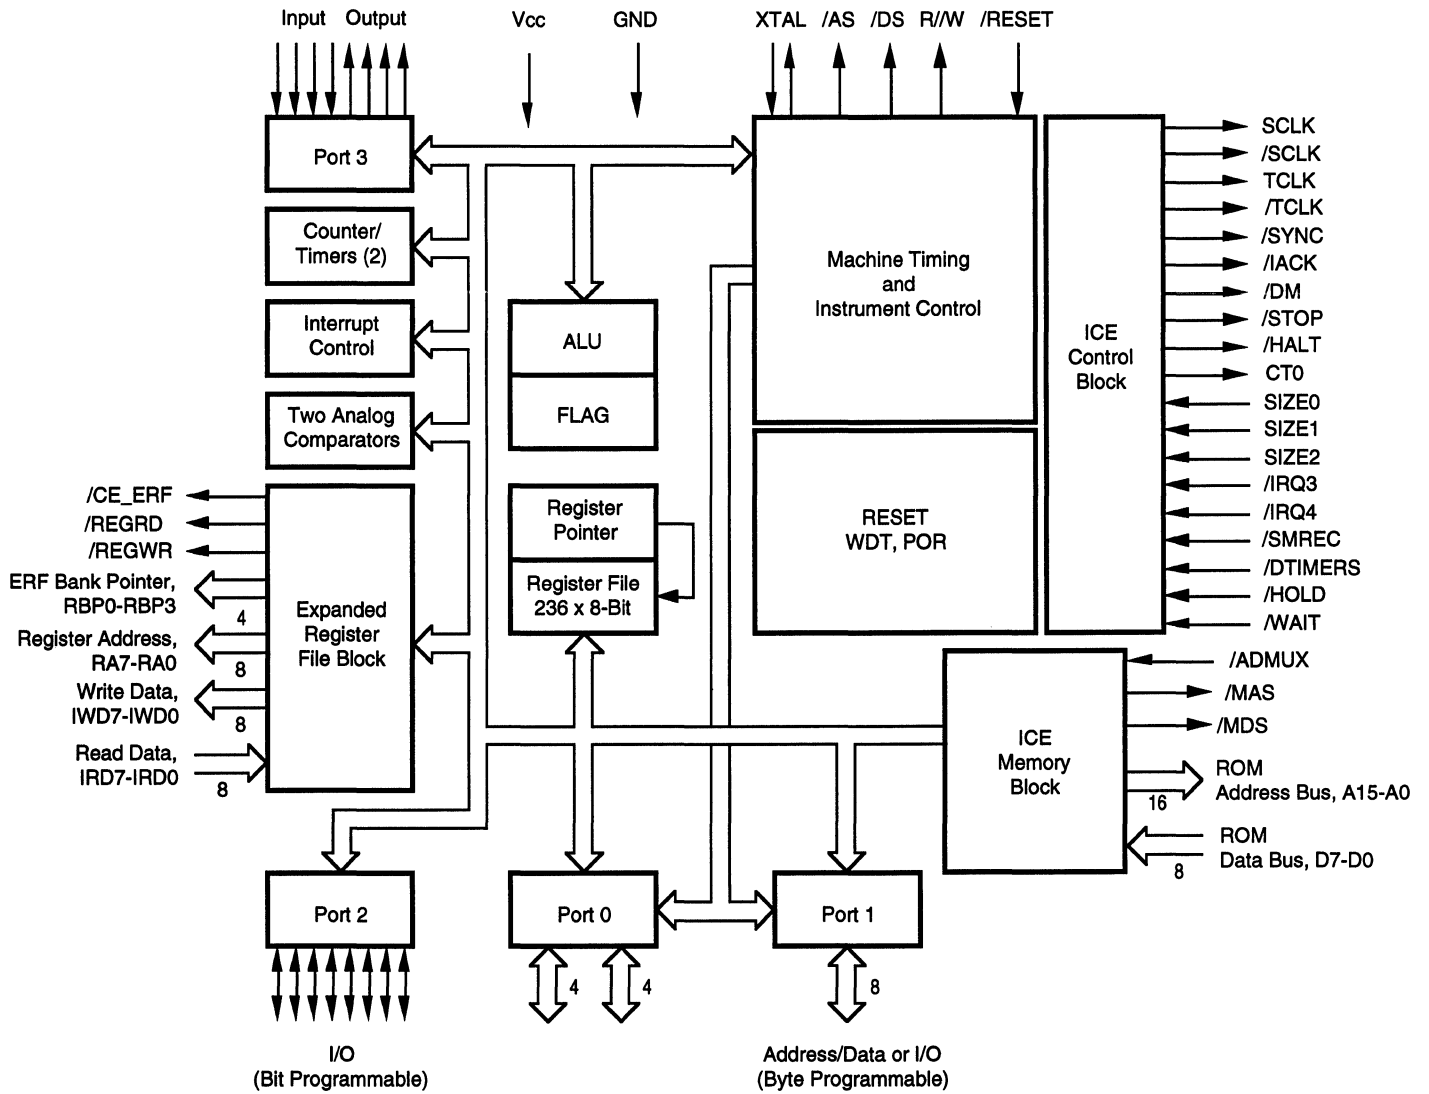 Input Output Vcc GND XTAL /AS /DS R//W /RESET
Port 3
Counter/
Timers (2)
Interrupt
Control
Two Analog
Comparators
ALU
FLAG
Machine Timing
and
Instrument Control
ICE
Control
Block
SCLK
/SCLK
TCLK
/TCLK
/SYNC
/IACK
/DM
/STOP
/HALT
CT0
SIZE0
SIZE1
SIZE2
/IRQ3
/IRQ4
/SMREC
/DTIMERS
/HOLD
/WAIT
RESET
WDT, POR
Register
Pointer
Register File
236 x 8-Bit
/CE_ERF
/REGRD
/REGWR
ERF Bank Pointer,
RBP0-RBP3
4
Register Address,
RA7-RA0
8
Write Data,
IWD7-IWD0
8
Read Data,
IRD7-IRD0
8
Expanded
Register
File Block
ICE
Memory
Block
/ADMUX
/MAS
/MDS
ROM
Address Bus, A15-A0
16
ROM
Data Bus, D7-D0
8
Port 2
Port 0
Port 1
4
4
8
I/O
(Bit Programmable)
Address/Data or I/O
(Byte Programmable)